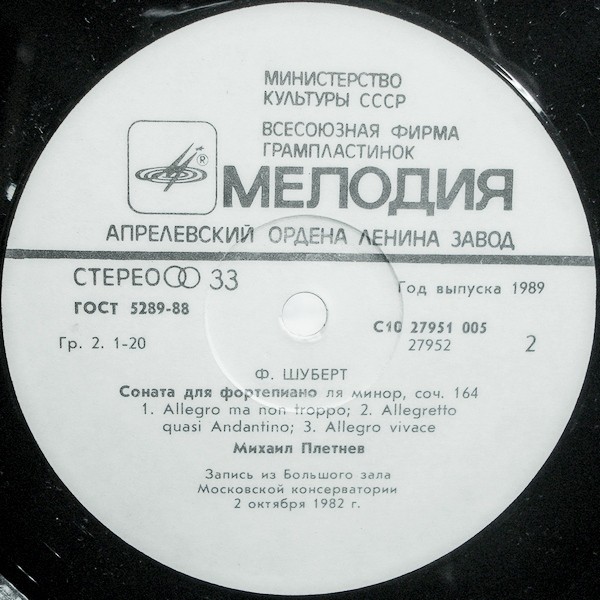 МИНИСТЕРСТВО
КУЛЬТУРЫ СССР
ВСЕСОЮЗНАЯ ФИРМА
ГРАМПЛАСТИНОК
®
МЕЛОДИЯ
АПРЕЛЕВСКИЙ ОРДЕНА ЛЕНИНА ЗАВОД
СТЕРЕО 33
Год выпуска 1989
ГОСТ 5289-88
С10 27951 005
Гр. 2. 1-20
27952
2
Ф. ШУБЕРТ
Соната для фортепиано ля минор, соч. 164
1. Allegro ma non troppo; 2. Allegretto
quasi Andantino; 3. Allegro vivace
Михаил Плетнев
Запись из Большого зала
Московской консерватории
2 октября 1982 г.